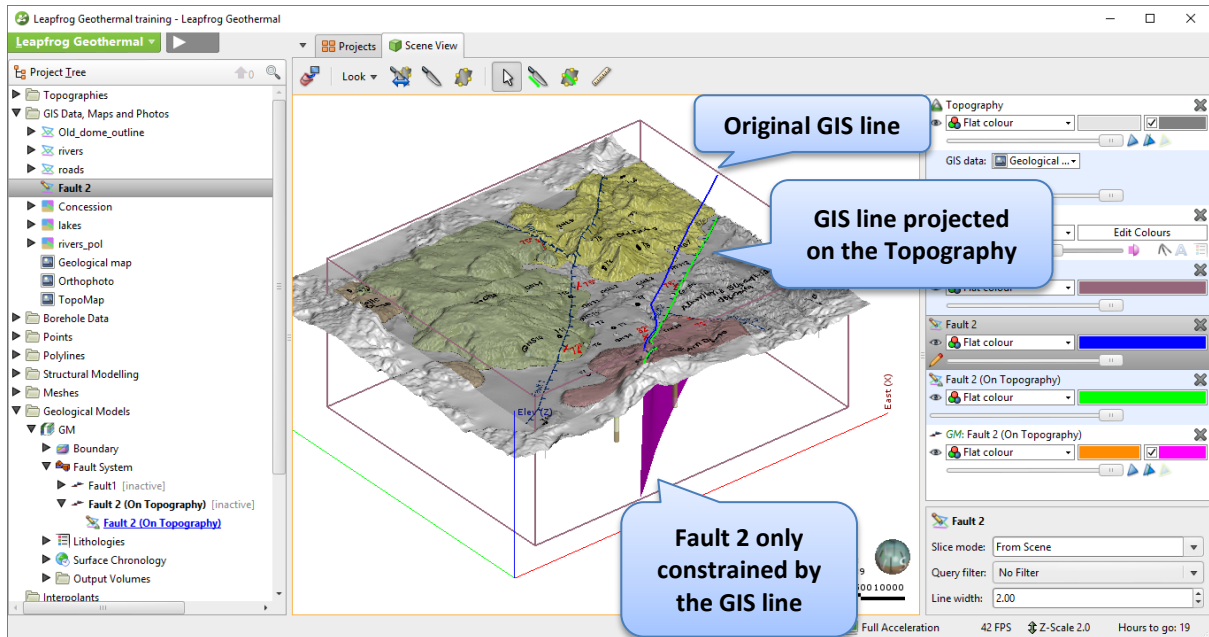 Leapfrog Geothermal training - Leapfrog Geothermal
Leapfrog Geothermal
Projects
Scene View
Project Tree
0
Look
Topographies
GIS Data, Maps and Photos
Old_dome_outline
rivers
roads
Fault 2
Concession
lakes
rivers_pol
Geological map
Orthophoto
TopoMap
Borehole Data
Points
Polylines
Structural Modelling
Meshes
Geological Models
GM
Boundary
Fault System
Fault1 [inactive]
Fault 2 (On Topography) [inactive]
Fault 2 (On Topography)
Lithologies
Surface Chronology
Output Volumes
Interpolants
Original GIS line
GIS line projected
on the Topography
Fault 2 only
constrained by
the GIS line
Elev (Z)
East (X)
10000
Topography
Flat colour
GIS data: Geological ...
Edit Colours
Flat colour
Fault 2
Flat colour
Fault 2 (On Topography)
Flat colour
GM: Fault 2 (On Topography)
Flat colour
Fault 2
Slice mode: From Scene
Query filter: No Filter
Line width: 2.00
Full Acceleration
42 FPS
Z-Scale 2.0
Hours to go: 19